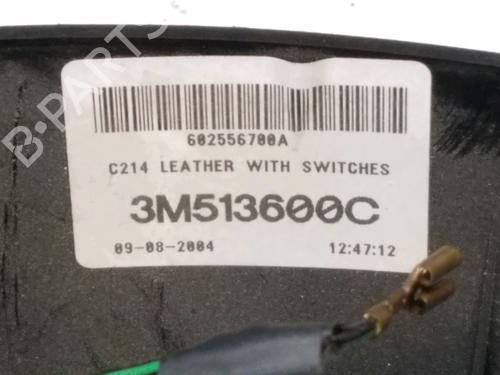 B-PARTS
602556700A
C214 LEATHER WITH SWITCHES
3M513600C
09-08-2004 12:47:12